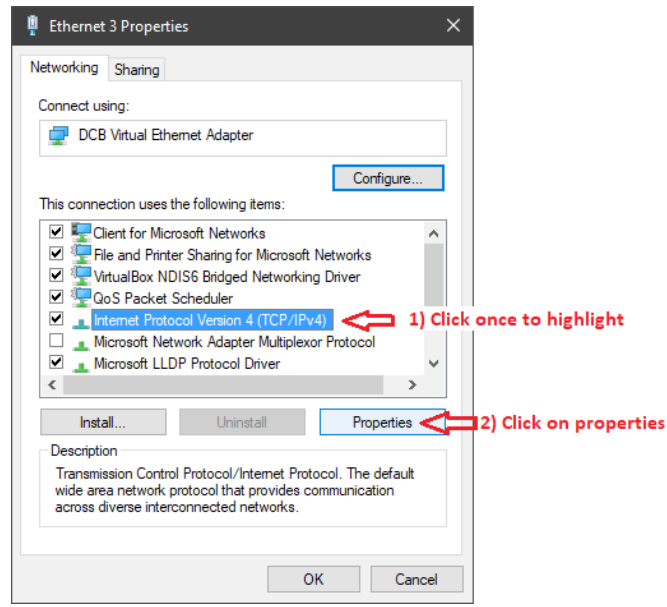 Ethernet 3 Properties
Networking
Sharing
Connect using:
DCB Virtual Ethernet Adapter
Configure...
This connection uses the following items:
Client for Microsoft Networks
File and Printer Sharing for Microsoft Networks
VirtualBox NDIS6 Bridged Networking Driver
QoS Packet Scheduler
Internet Protocol Version 4 (TCP/IPv4)
1) Click once to highlight
Microsoft Network Adapter Multiplexor Protocol
Microsoft LLDP Protocol Driver
Install...
Uninstall
Properties
2) Click on properties
Description
Transmission Control Protocol/Internet Protocol. The default
wide area network protocol that provides communication
across diverse interconnected networks.
OK
Cancel